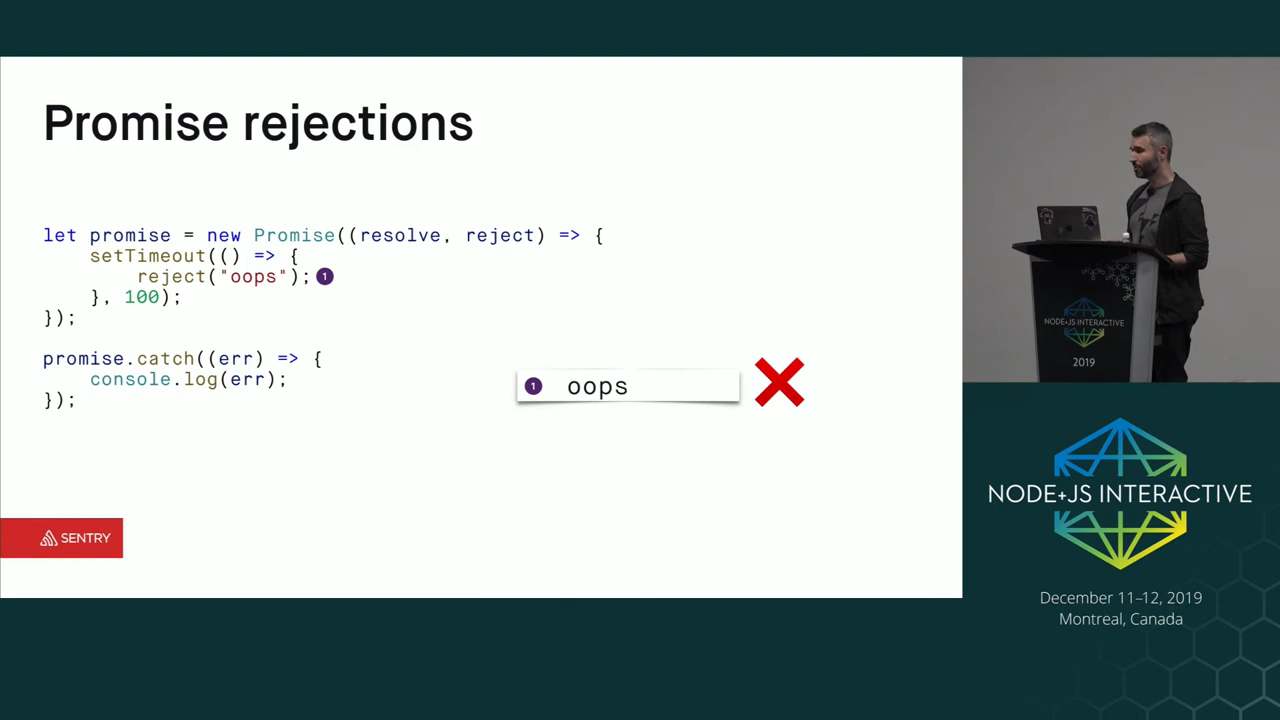 Promise rejections
let promise = new Promise((resolve, reject) => {
    setTimeout(() => {
        reject("oops"); 1
    }, 100);
});
promise.catch((err) => {
    console.log(err);
});
1 oops
SENTRY
NODE+JS INTERACTIVE
2019
NODE+JS INTERACTIVE
December 11–12, 2019
Montreal, Canada